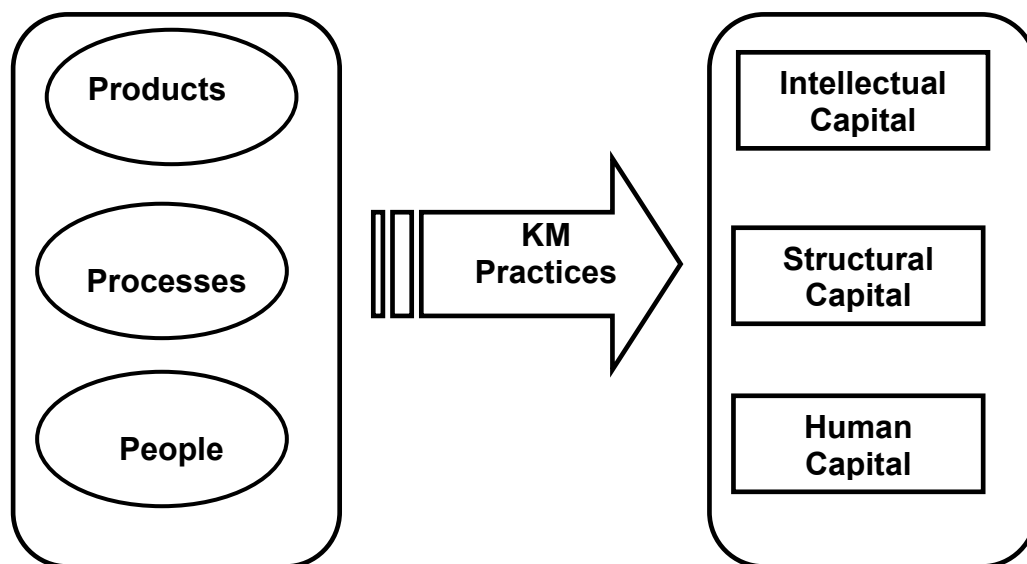 Products
Processes
People
KM
Practices
Intellectual
Capital
Structural
Capital
Human
Capital